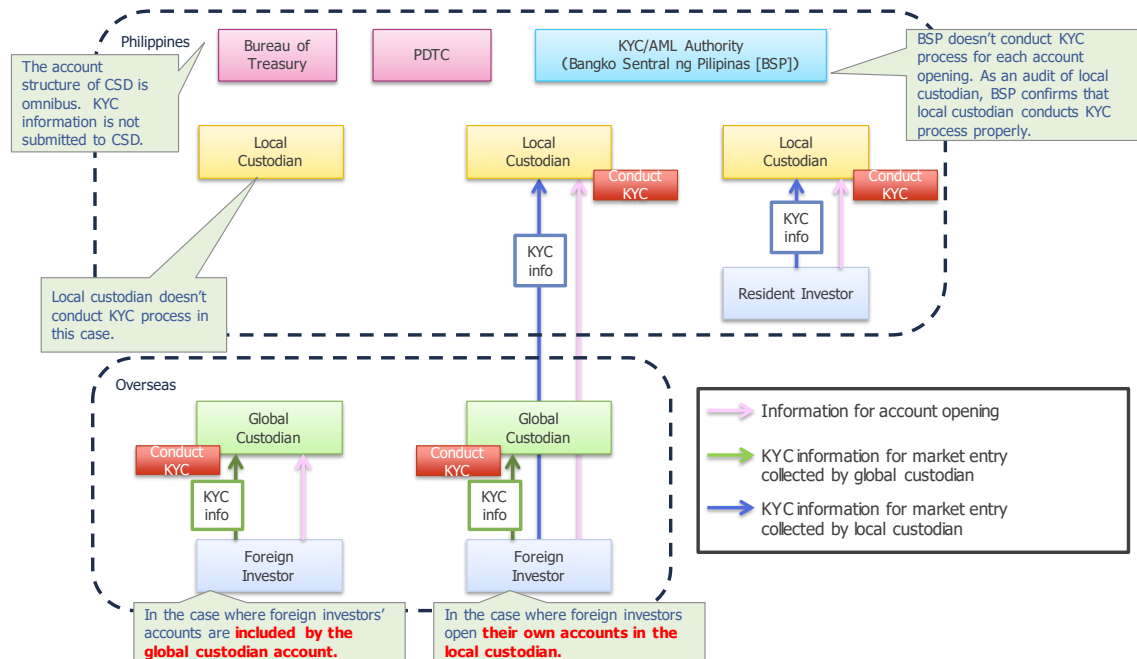 Philippines
Bureau of
Treasury
PDTC
KYC/AML Authority
(Bangko Sentral ng Pilipinas [BSP])
BSP doesn't conduct KYC
process for each account
opening. As an audit of local
custodian, BSP confirms that
local custodian conducts KYC
process properly.
The account
structure of CSD is
omnibus. KYC
information is not
submitted to CSD.
Local
Custodian
Local
Custodian
Conduct
KYC
Local
Custodian
Conduct
KYC
KYC
info
KYC
info
Resident Investor
Local custodian doesn't
conduct KYC process in
this case.
Overseas
Global
Custodian
Conduct
KYC
KYC
info
Foreign
Investor
Global
Custodian
Conduct
KYC
KYC
info
Foreign
Investor
Information for account opening
KYC information for market entry
collected by global custodian
KYC information for market entry
collected by local custodian
In the case where foreign investors'
accounts are included by the
global custodian account.
In the case where foreign investors
open their own accounts in the
local custodian.